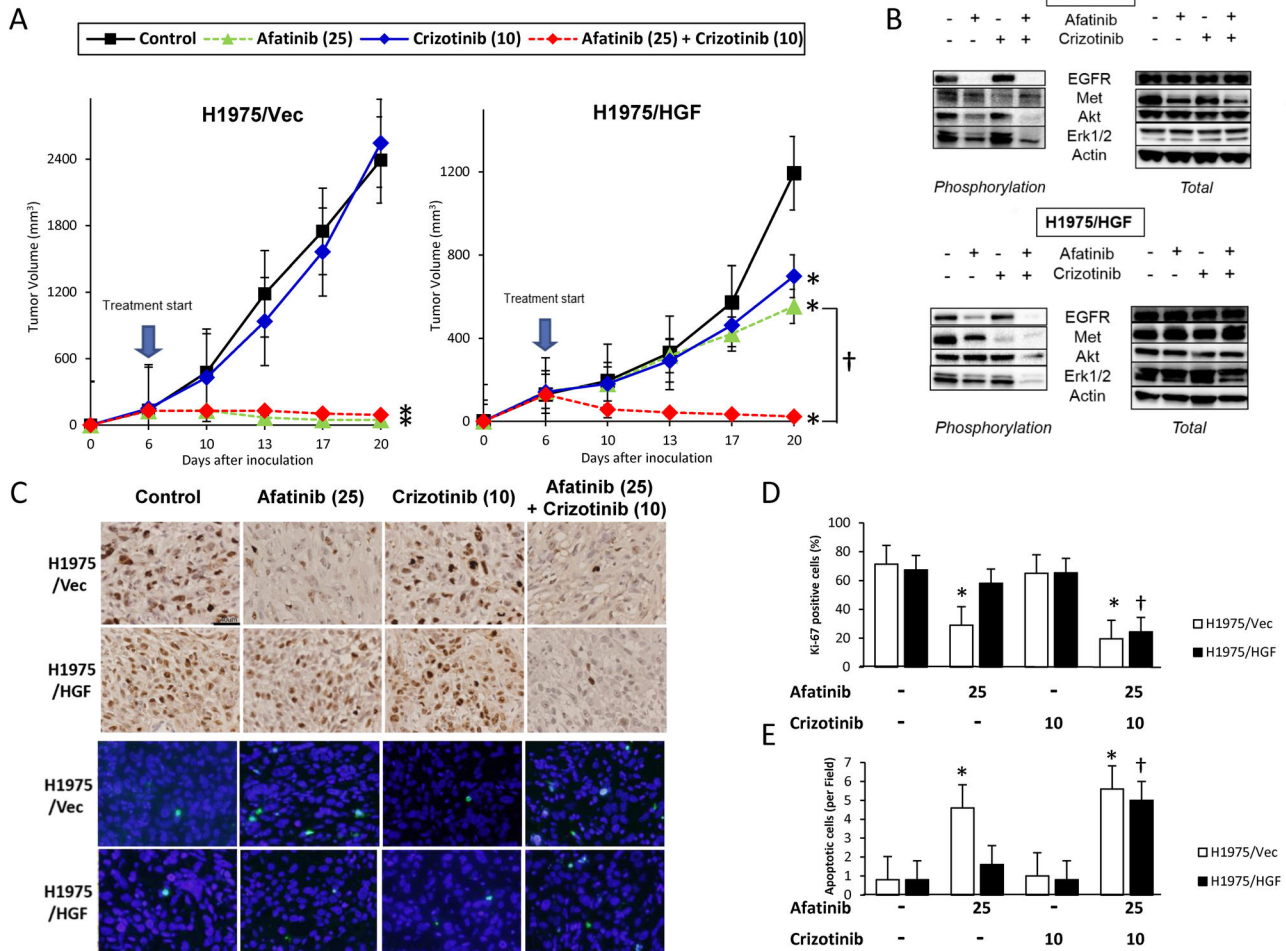 A
Control Afatinib (25) Crizotinib (10) Afatinib (25) + Crizotinib (10)
H1975/Vec
Tumor Volume (mm³)
2400
1800
1200
600
0
Treatment start
0 6 10 13 17 20
Days after inoculation
*
*
H1975/HGF
Tumor Volume (mm³)
1200
800
400
0
Treatment start
0 6 10 13 17 20
Days after inoculation
*
*
*
†
B
- + - + Afatinib - + - +
- - + + Crizotinib - - + +
EGFR
Met
Akt
Erk1/2
Actin
Phosphorylation Total
H1975/HGF
- + - + Afatinib - + - +
- - + + Crizotinib - - + +
EGFR
Met
Akt
Erk1/2
Actin
Phosphorylation Total
C
Control Afatinib (25) Crizotinib (10) Afatinib (25)
+ Crizotinib (10)
H1975
/Vec
H1975
/HGF
H1975
/Vec
H1975
/HGF
D
Ki-67 positive cells (%)
100
80
60
40
20
0
* * †
H1975/Vec
H1975/HGF
Afatinib - 25 - 25
Crizotinib - - 10 10
E
Apoptotic cells (per Field)
7
6
5
4
3
2
1
0
* * †
H1975/Vec
H1975/HGF
Afatinib - 25 - 25
Crizotinib - - 10 10